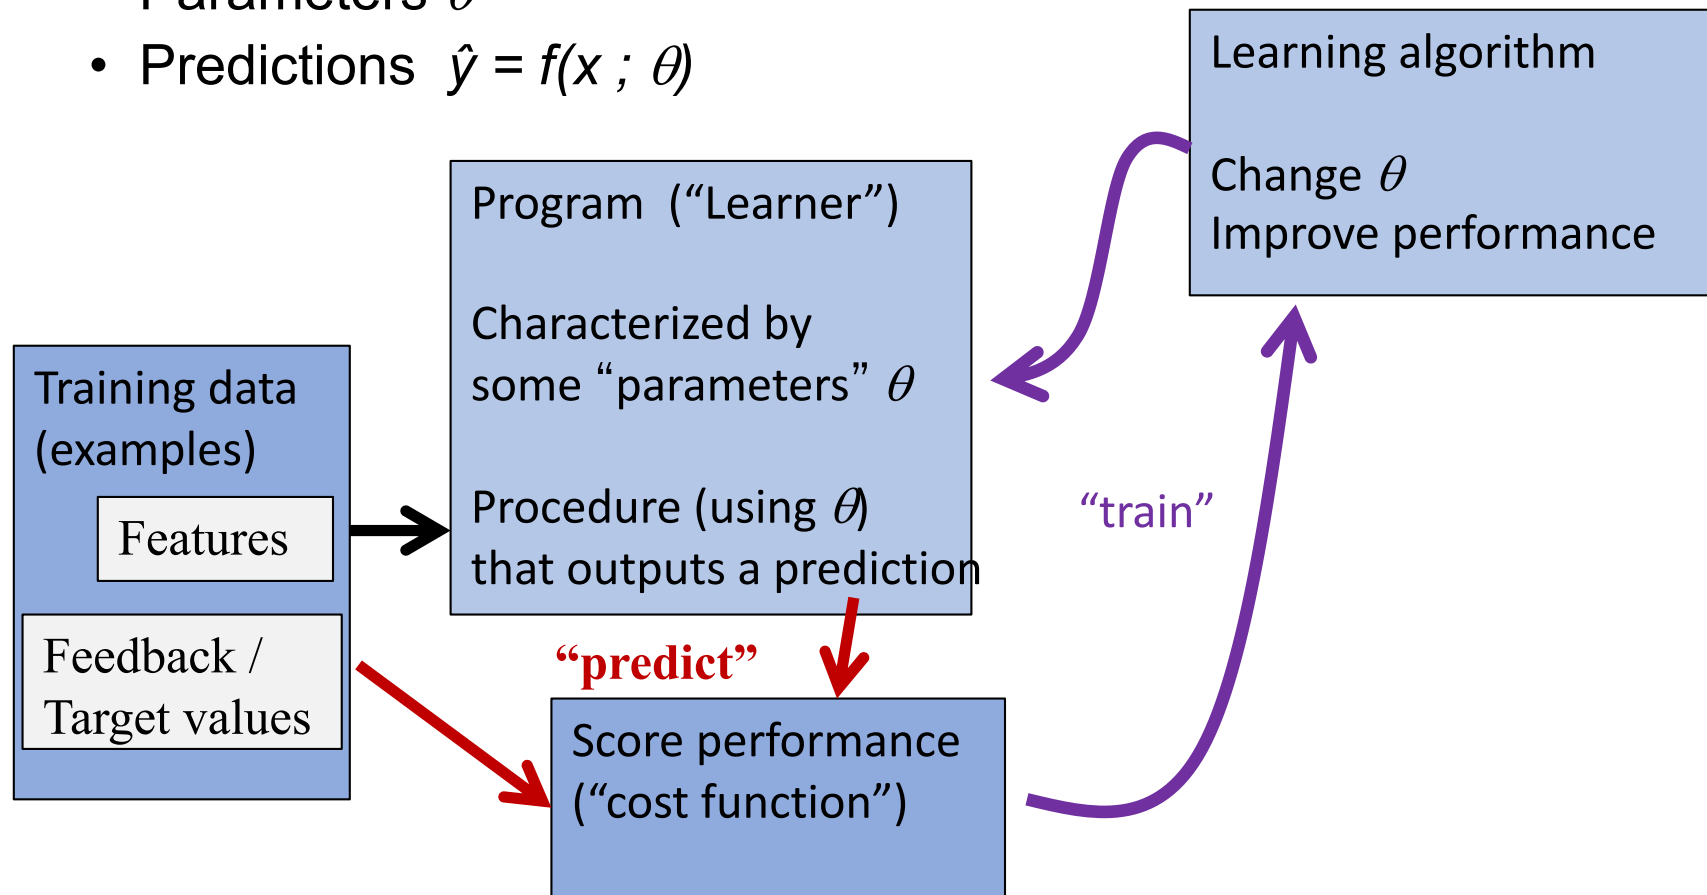 Parameters θ
• Predictions ŷ = f(x ; θ)
Learning algorithm
Change θ
Improve performance
Program (“Learner”)
Characterized by
some “parameters” θ
Procedure (using θ)
that outputs a prediction
Training data
(examples)
Features
Feedback /
Target values
“train”
“predict”
Score performance
(“cost function”)